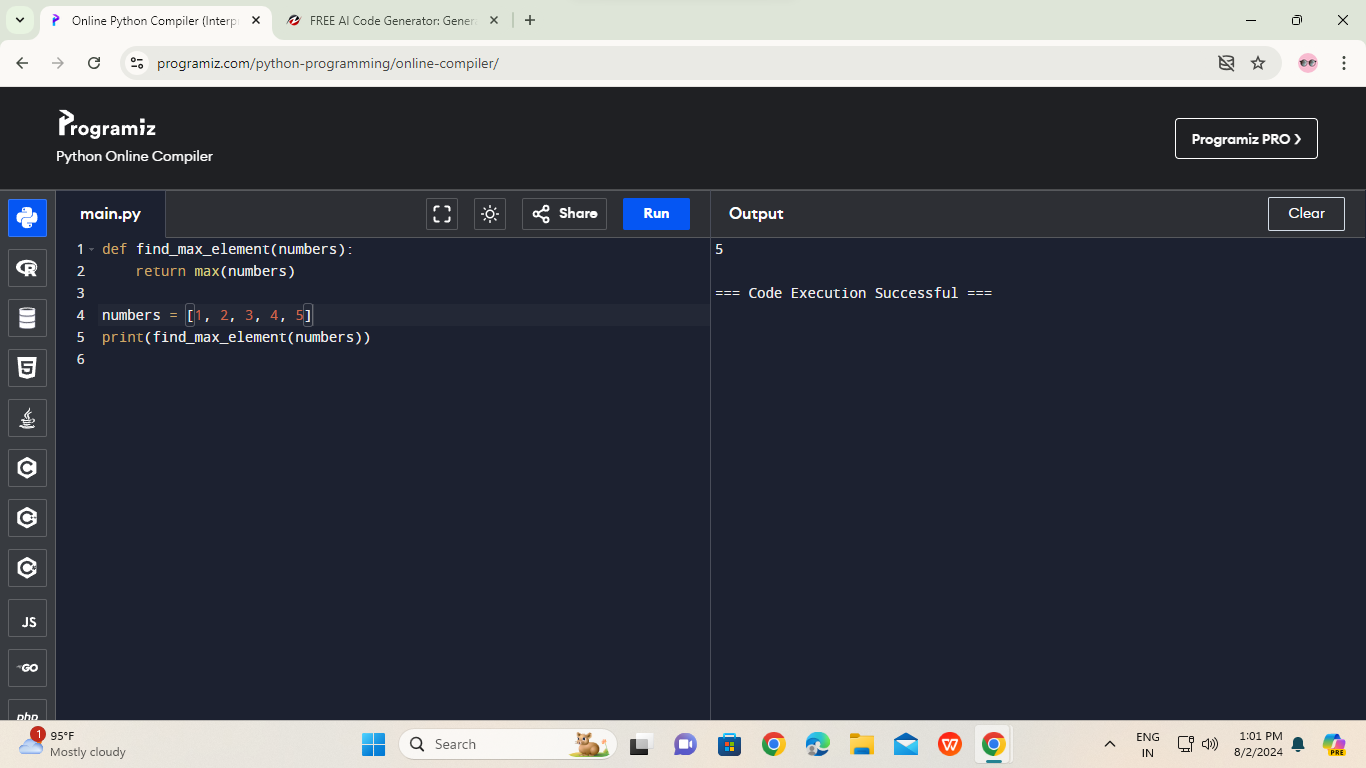 Online Python Compiler (Interp
FREE AI Code Generator: Gener
programiz.com/python-programming/online-compiler/
Programiz
Python Online Compiler
Programiz PRO ❯
main.py
Share
Run
Output
Clear
1 def find_max_element(numbers):
2     return max(numbers)
3
4 numbers = [1, 2, 3, 4, 5]
5 print(find_max_element(numbers))
6
5
=== Code Execution Successful ===
R
5
C
C
C
JS
GO
php
1
95°F
Mostly cloudy
Search
W
ENG
IN
1:01 PM
8/2/2024
PRE